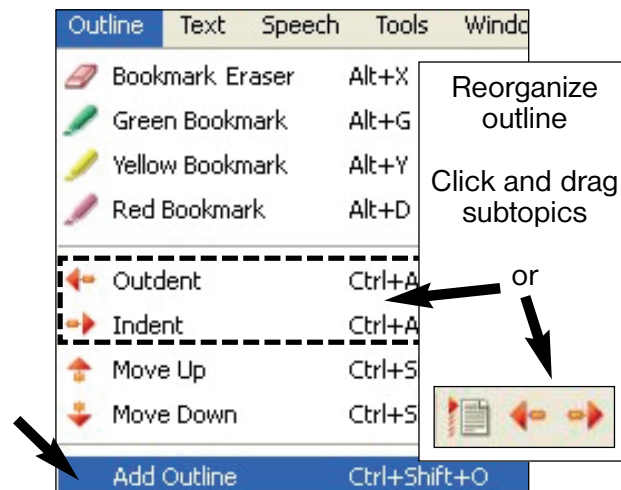 Outline Text Speech Tools
Bookmark Eraser Alt+X
Green Bookmark Alt+G
Yellow Bookmark Alt+Y
Red Bookmark Alt+D
Outdent
Indent
Move Up
Move Down
Add Outline Ctrl+Shift+O
Reorganize
outline
Click and drag
subtopics
or